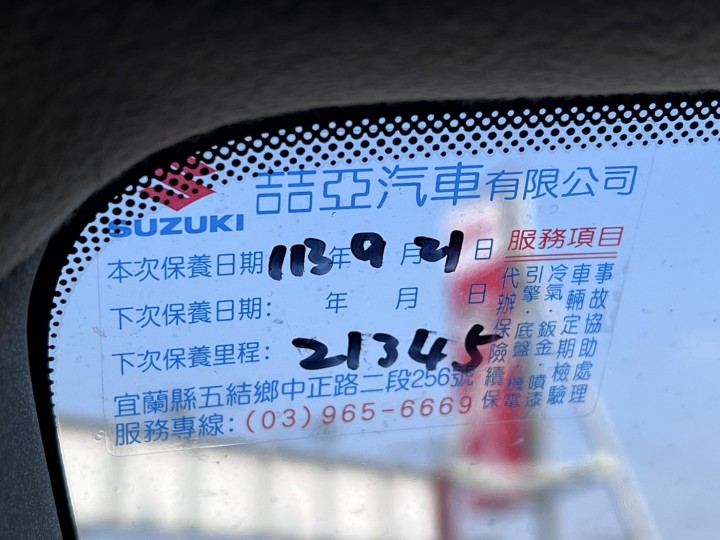 喆亞汽車有限公司
SUZUKI
本次保養日期 113年9月21日
下次保養日期: 年 月 日
下次保養里程: 21345
宜蘭縣五結鄉中正路二段256號
服務專線:(03)965-6669
服務項目
事故協助處理
車輛定期檢驗
冷氣.鈑金.噴漆
引擎.底盤.機電
代辦保險續保